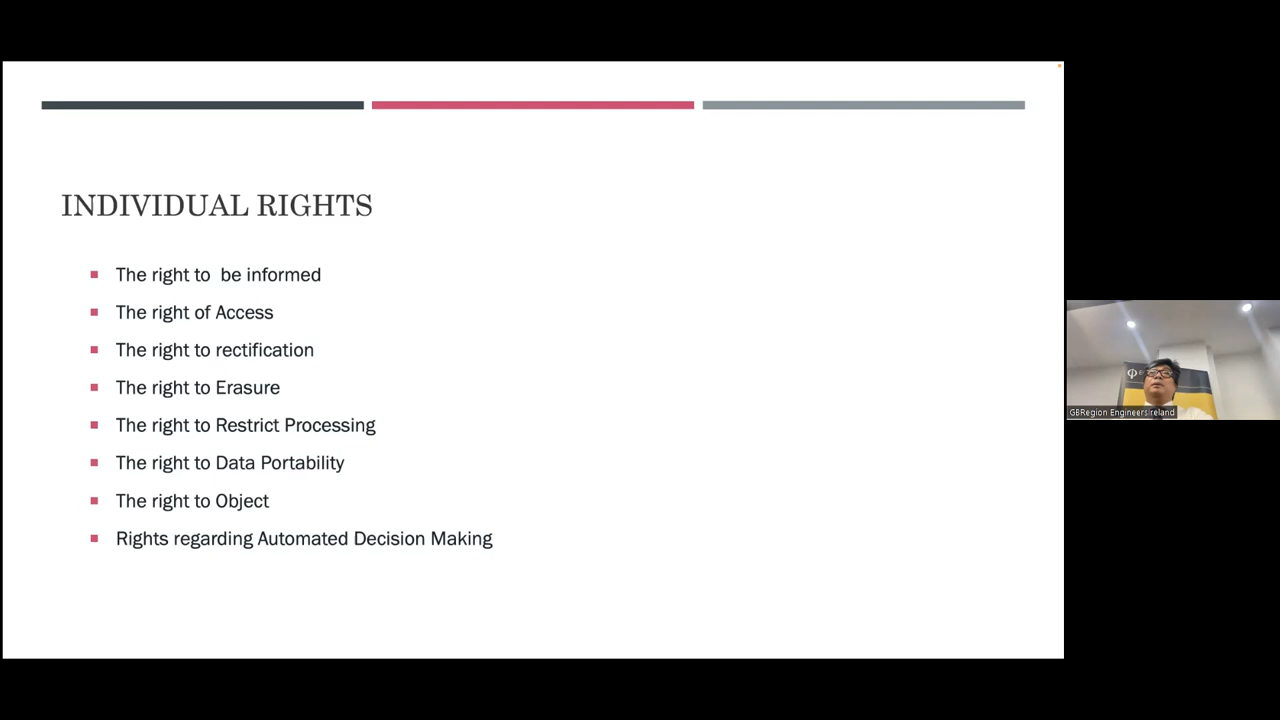 INDIVIDUAL RIGHTS
The right to  be informed
The right of Access
The right to rectification
The right to Erasure
The right to Restrict Processing
The right to Data Portability
The right to Object
Rights regarding Automated Decision Making
GBRegion Engineers Ireland